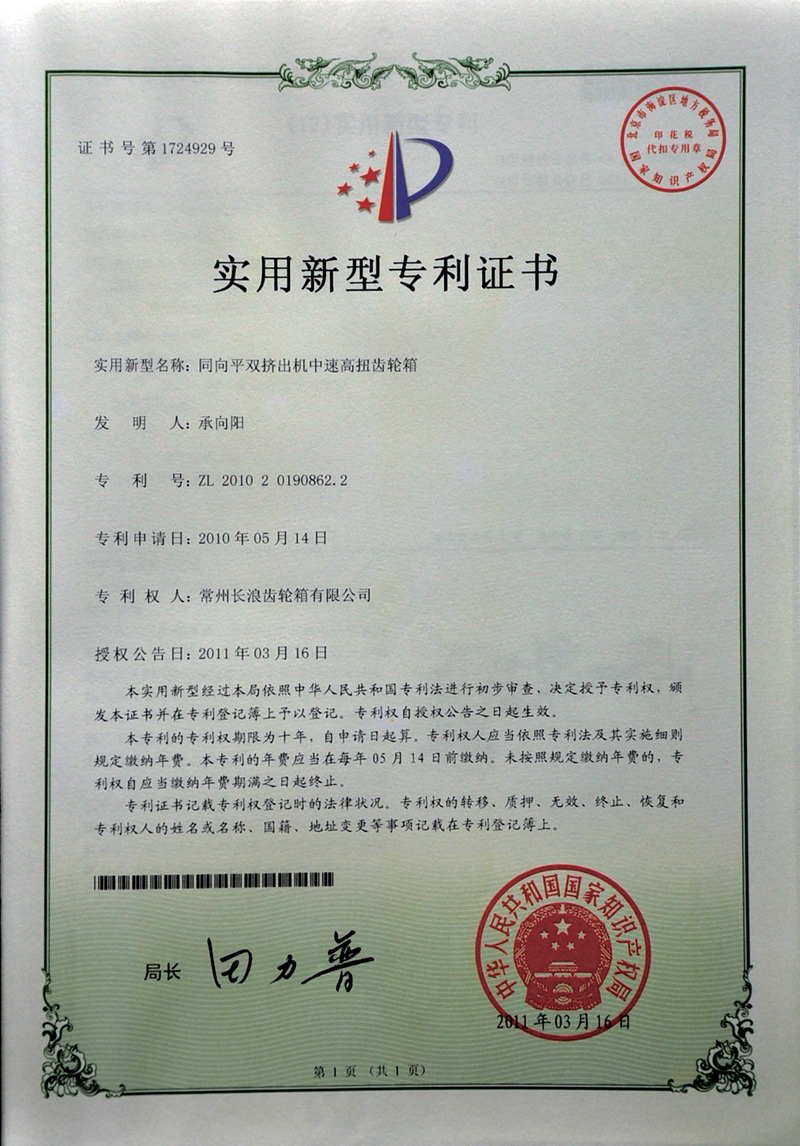 证书号第1724929号
北京市海淀区地方税务局
印花税
代扣专用章
国家知识产权局
实用新型专利证书
实用新型名称：同向平双挤出机中速高扭齿轮箱
发明人：承向阳
专利号：ZL 2010 2 0190862.2
专利申请日：2010年05月14日
专利权人：常州长浪齿轮箱有限公司
授权公告日：2011年03月16日
本实用新型经过本局依照中华人民共和国专利法进行初步审查，决定授予专利权，颁
发本证书并在专利登记簿上予以登记。专利权自授权公告之日起生效。
本专利的专利权期限为十年，自申请日起算。专利权人应当依照专利法及其实施细则
规定缴纳年费。本专利的年费应当在每年05月14日前缴纳。未按照规定缴纳年费的，专
利权自应当缴纳年费期满之日起终止。
专利证书记载专利权登记时的法律状况。专利权的转移、质押、无效、终止、恢复和
专利权人的姓名或名称、国籍、地址变更等事项记载在专利登记簿上。
局长 田力普
中华人民共和国国家知识产权局
2011年03月16日
第1页（共1页）